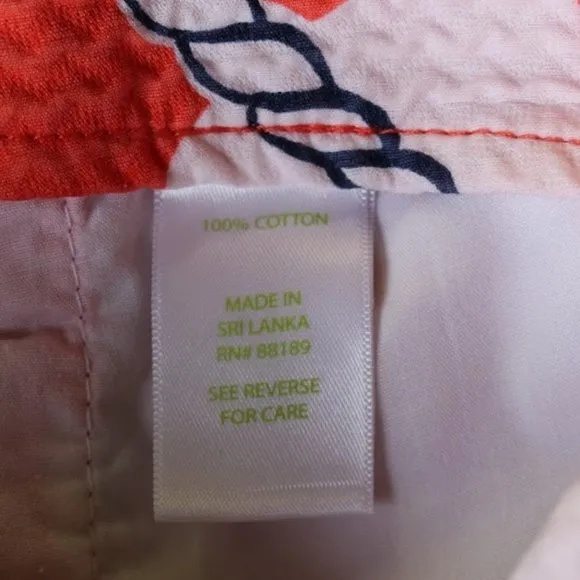 100% COTTON
MADE IN
SRI LANKA
RN# 88189
SEE REVERSE
FOR CARE